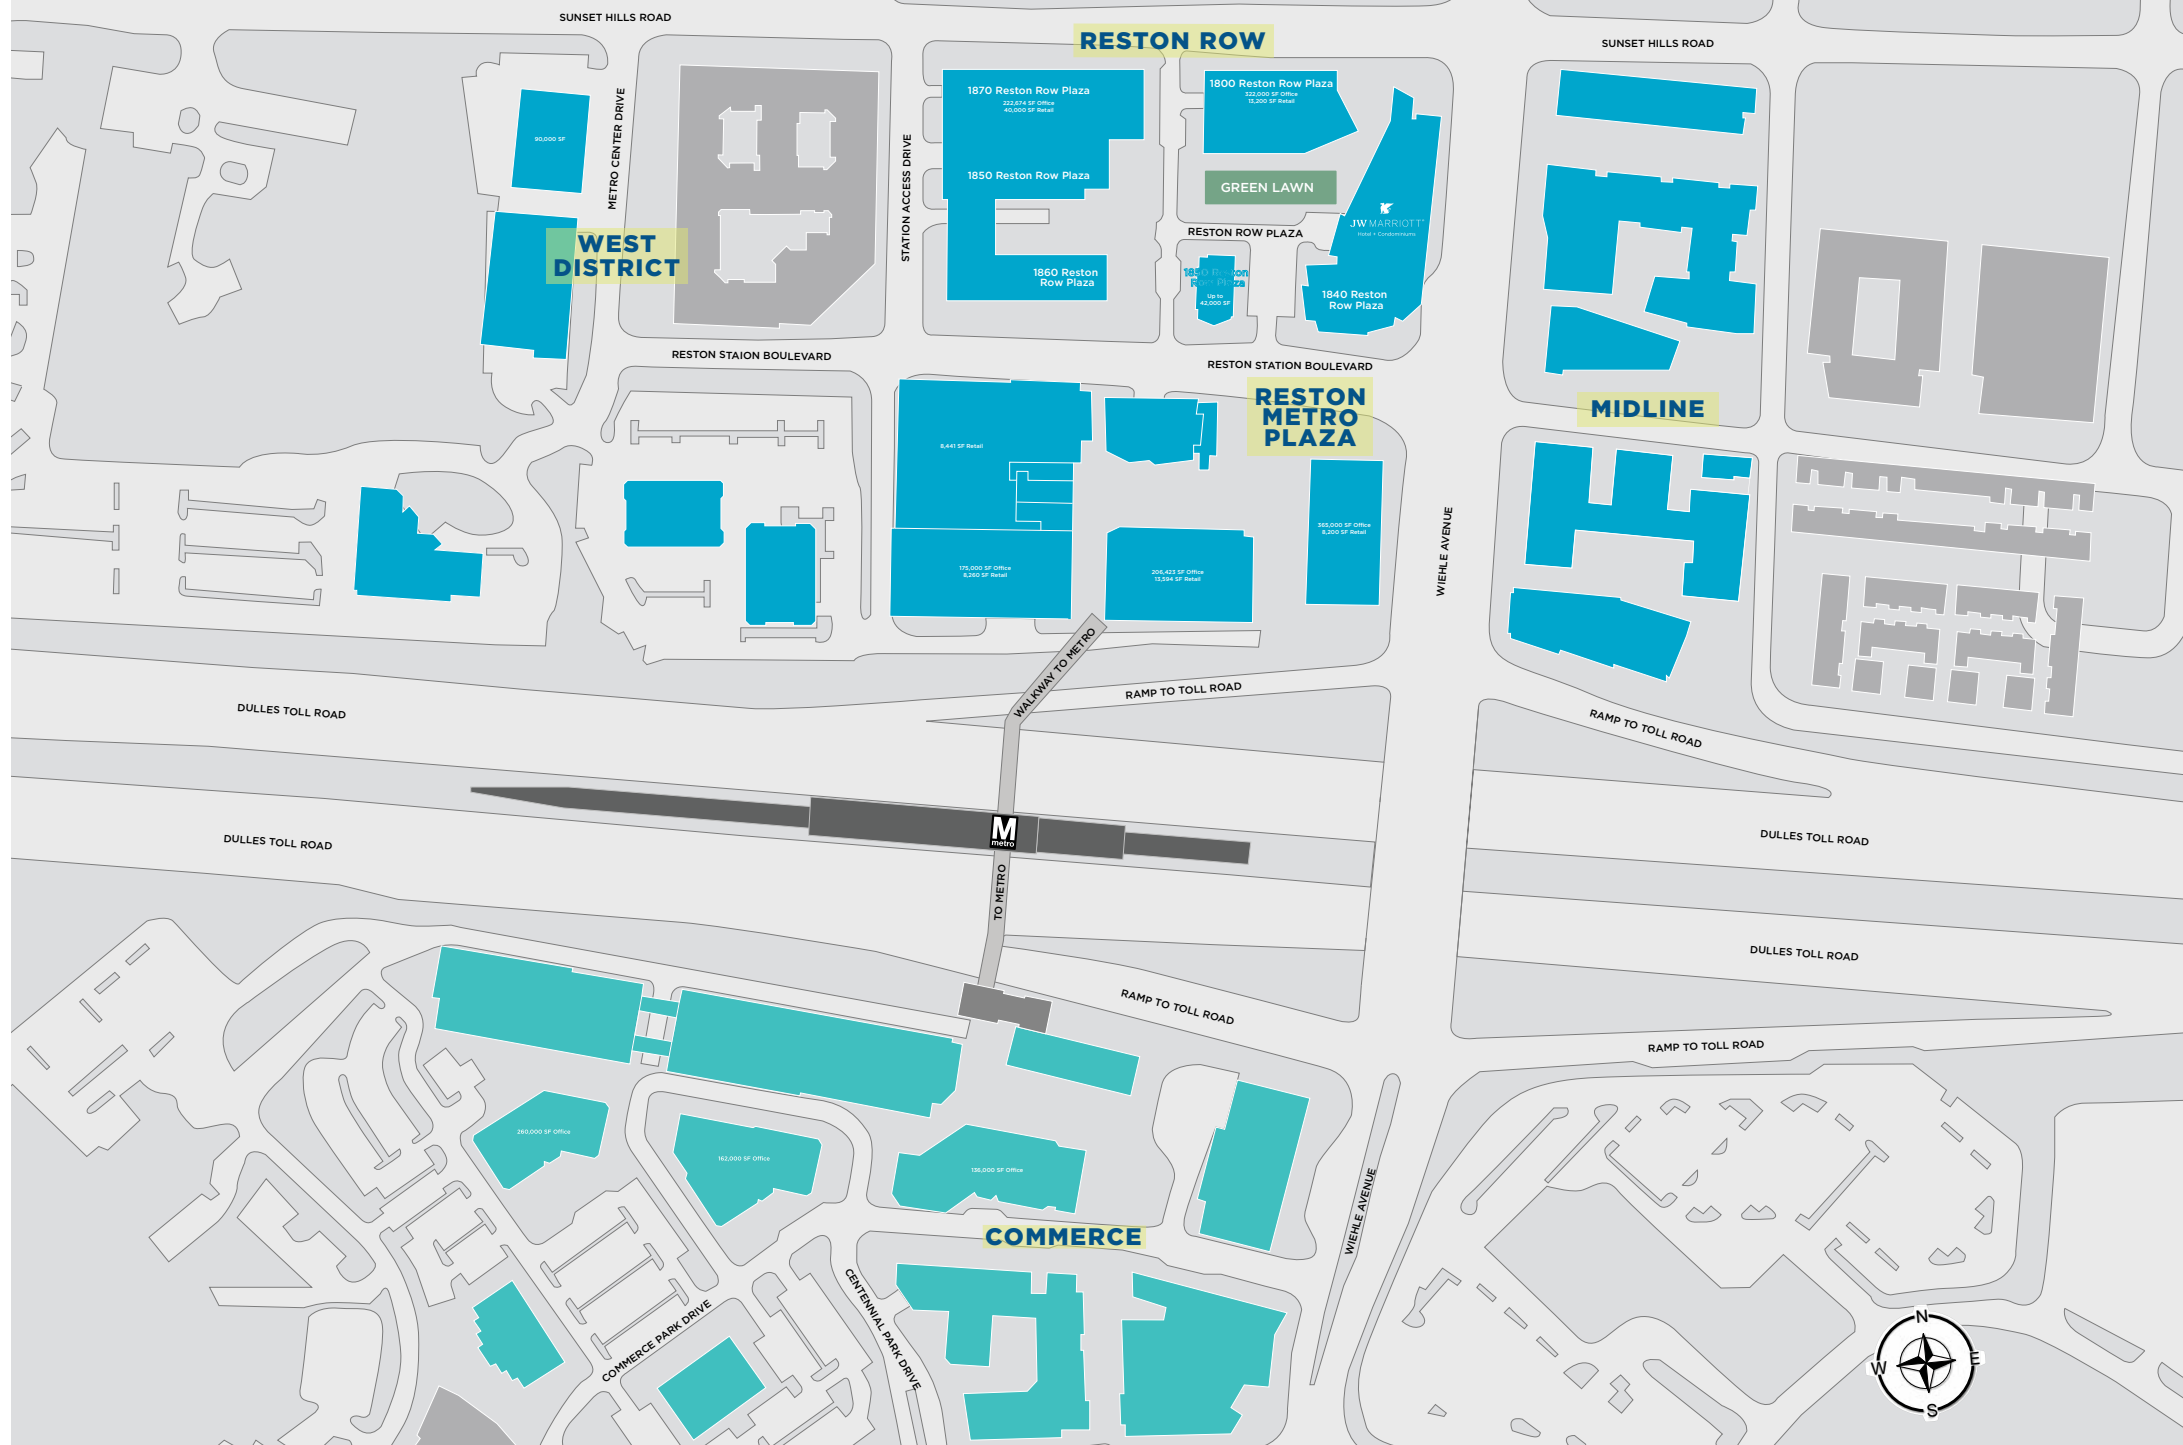 SUNSET HILLS ROAD
RESTON ROW
SUNSET HILLS ROAD
METRO CENTER DRIVE
90,000 SF
STATION ACCESS DRIVE
1870 Reston Row Plaza
222,674 SF Office
40,000 SF Retail
1850 Reston Row Plaza
1860 Reston
Row Plaza
1800 Reston Row Plaza
322,000 SF Office
13,200 SF Retail
GREEN LAWN
JW MARRIOTT
Hotel + Condominiums
RESTON ROW PLAZA
Up to
42,000 SF
1840 Reston
Row Plaza
WEST
DISTRICT
RESTON STAION BOULEVARD
RESTON STATION BOULEVARD
RESTON
METRO
PLAZA
MIDLINE
8,441 SF Retail
175,000 SF Office
8,260 SF Retail
206,423 SF Office
13,594 SF Retail
365,000 SF Office
8,200 SF Retail
WIEHLE AVENUE
WALKWAY TO METRO
RAMP TO TOLL ROAD
RAMP TO TOLL ROAD
DULLES TOLL ROAD
DULLES TOLL ROAD
M
metro
TO METRO
DULLES TOLL ROAD
DULLES TOLL ROAD
RAMP TO TOLL ROAD
RAMP TO TOLL ROAD
260,000 SF Office
162,000 SF Office
136,000 SF Office
COMMERCE
WIEHLE AVENUE
CENTENNIAL PARK DRIVE
COMMERCE PARK DRIVE
N
W
E
S